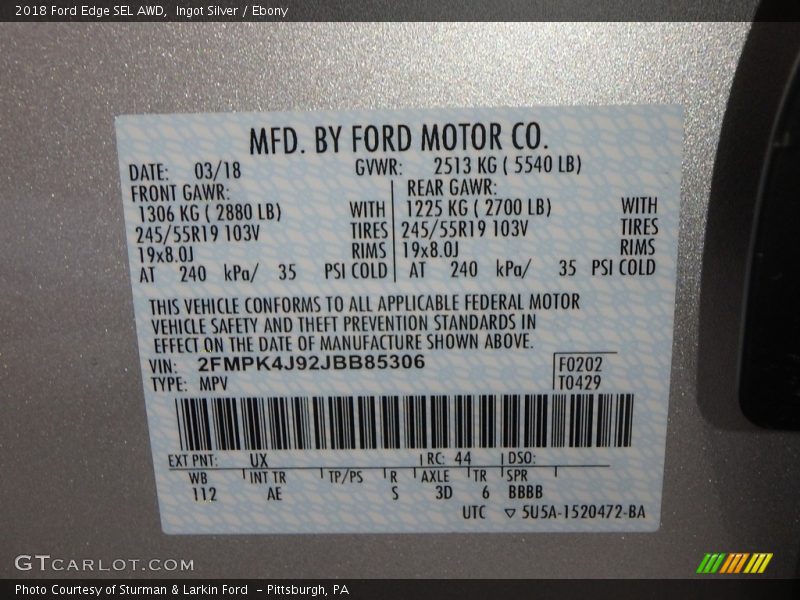 2018 Ford Edge SEL AWD, Ingot Silver / Ebony
MFD. BY FORD MOTOR CO.
DATE: 03/18 GVWR: 2513 KG ( 5540 LB)
FRONT GAWR: REAR GAWR:
1306 KG ( 2880 LB) WITH 1225 KG ( 2700 LB) WITH
245/55R19 103V TIRES 245/55R19 103V TIRES
19x8.0J RIMS 19x8.0J RIMS
AT 240 kPa/ 35 PSI COLD AT 240 kPa/ 35 PSI COLD
THIS VEHICLE CONFORMS TO ALL APPLICABLE FEDERAL MOTOR
VEHICLE SAFETY AND THEFT PREVENTION STANDARDS IN
EFFECT ON THE DATE OF MANUFACTURE SHOWN ABOVE.
VIN: 2FMPK4J92JBB85306 F0202
TYPE: MPV T0429
EXT PNT: UX RC: 44 DSO:
WB INT TR TP/PS R AXLE TR SPR
112 AE S 3D 6 BBBB
UTC ▽ 5U5A-1520472-BA
GTCARLOT.COM
Photo Courtesy of Sturman & Larkin Ford - Pittsburgh, PA